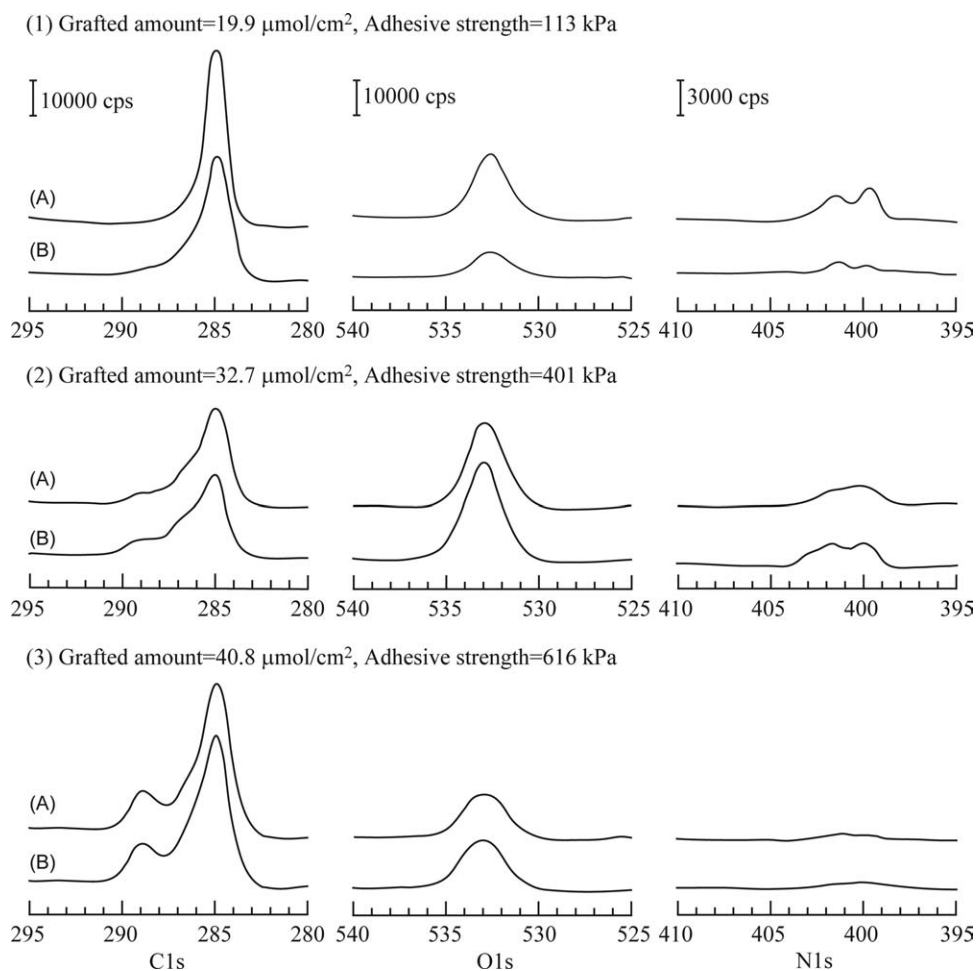 (1) Grafted amount=19.9 μmol/cm², Adhesive strength=113 kPa
10000 cps 10000 cps 3000 cps
(A)
(B)
295 290 285 280 540 535 530 525 410 405 400 395
(2) Grafted amount=32.7 μmol/cm², Adhesive strength=401 kPa
(A)
(B)
295 290 285 280 540 535 530 525 410 405 400 395
(3) Grafted amount=40.8 μmol/cm², Adhesive strength=616 kPa
(A)
(B)
295 290 285 280 540 535 530 525 410 405 400 395
C1s O1s N1s